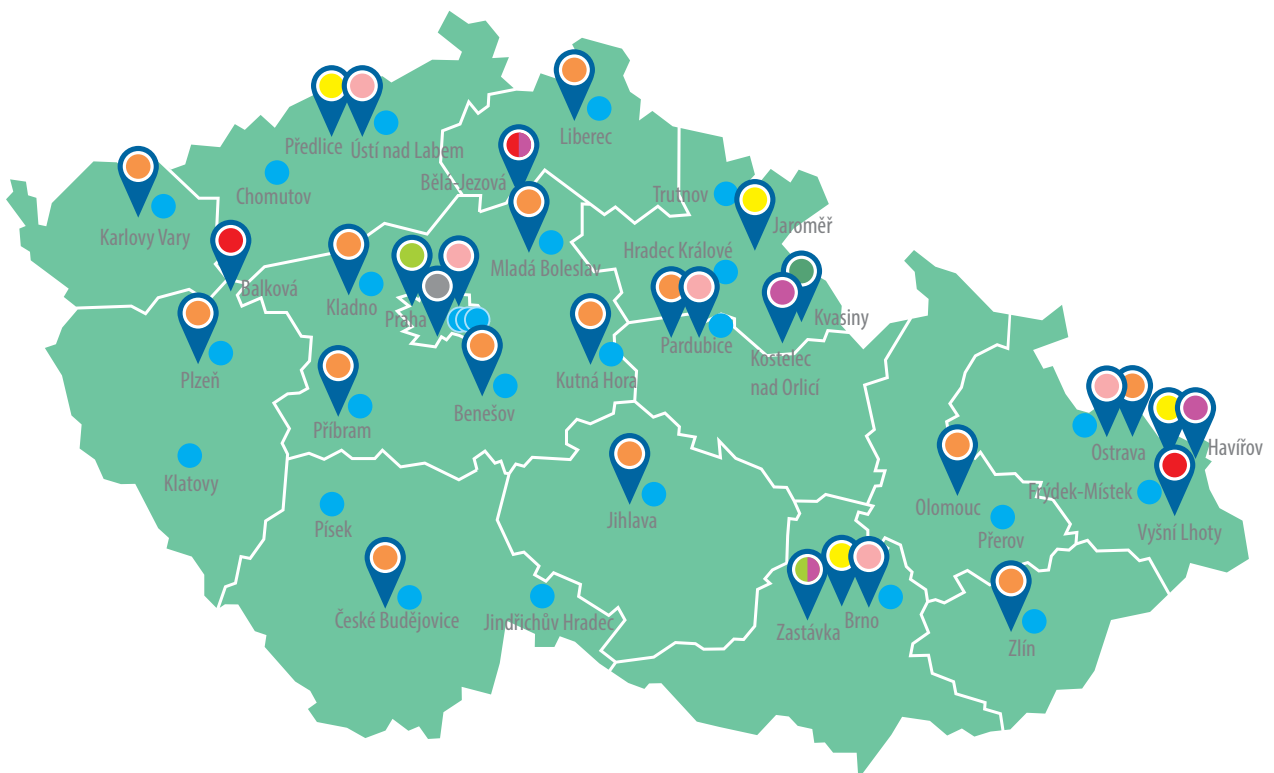 Liberec
Předlice
Ústí nad Labem
Bělá-Jezová
Chomutov
Trutnov
Jaroměř
Karlovy Vary
Hradec Králové
Mladá Boleslav
Balková
Kladno
Praha
Kvasiny
Pardubice
Kostelec
nad Orlicí
Plzeň
Kutná Hora
Benešov
Příbram
Havířov
Ostrava
Klatovy
Frýdek-Místek
Olomouc
Jihlava
Písek
Vyšní Lhoty
Přerov
České Budějovice
Jindřichův Hradec
Zastávka
Brno
Zlín